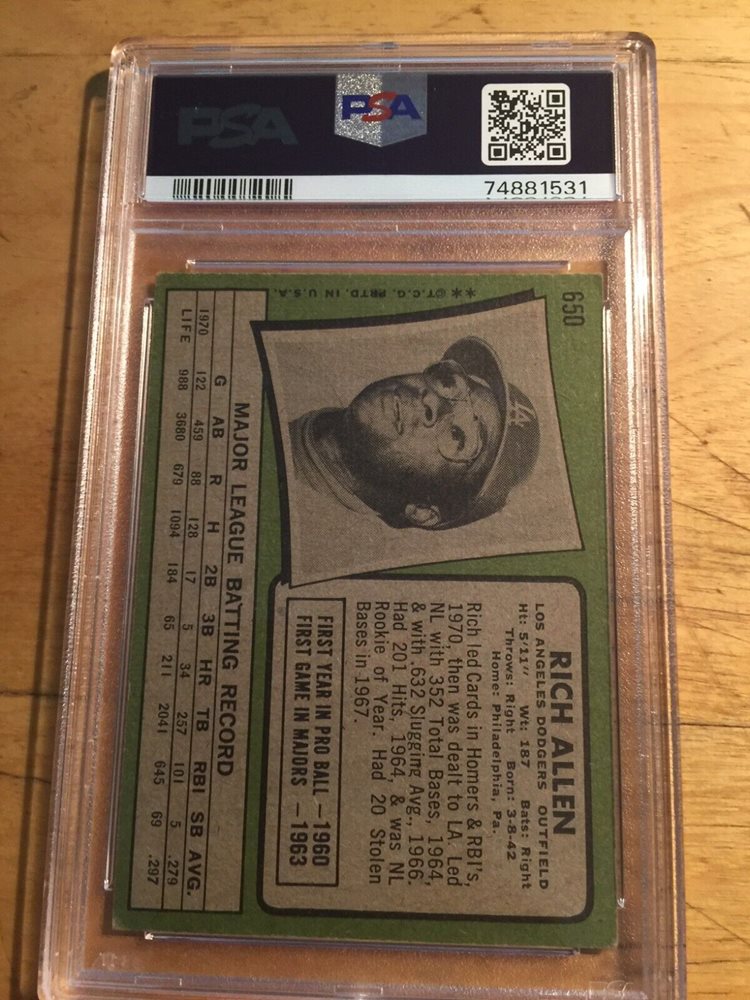 PSA
PSA
74881531
650
**©T.C.G. PRTD. IN U.S.A.
LA
RICH ALLEN
LOS ANGELES DODGERS OUTFIELD
Ht: 5'11" Wt: 187 Bats: Right
Throws: Right Born: 3-8-42
Home: Philadelphia, Pa.
Rich led Cards in Homers & RBI's,
1970, then was dealt to LA. Led
NL with 352 Total Bases, 1964,
& with .632 Slugging Avg., 1966.
Had 201 Hits, 1964, & was NL
Rookie of Year. Had 20 Stolen
Bases in 1967.
FIRST YEAR IN PRO BALL — 1960
FIRST GAME IN MAJORS — 1963
MAJOR LEAGUE BATTING RECORD
G AB R H 2B 3B HR TB RBI SB AVG.
1970 122 459 88 128 17 5 34 257 101 5 .279
LIFE 988 3680 679 1094 184 65 211 2041 645 69 .297